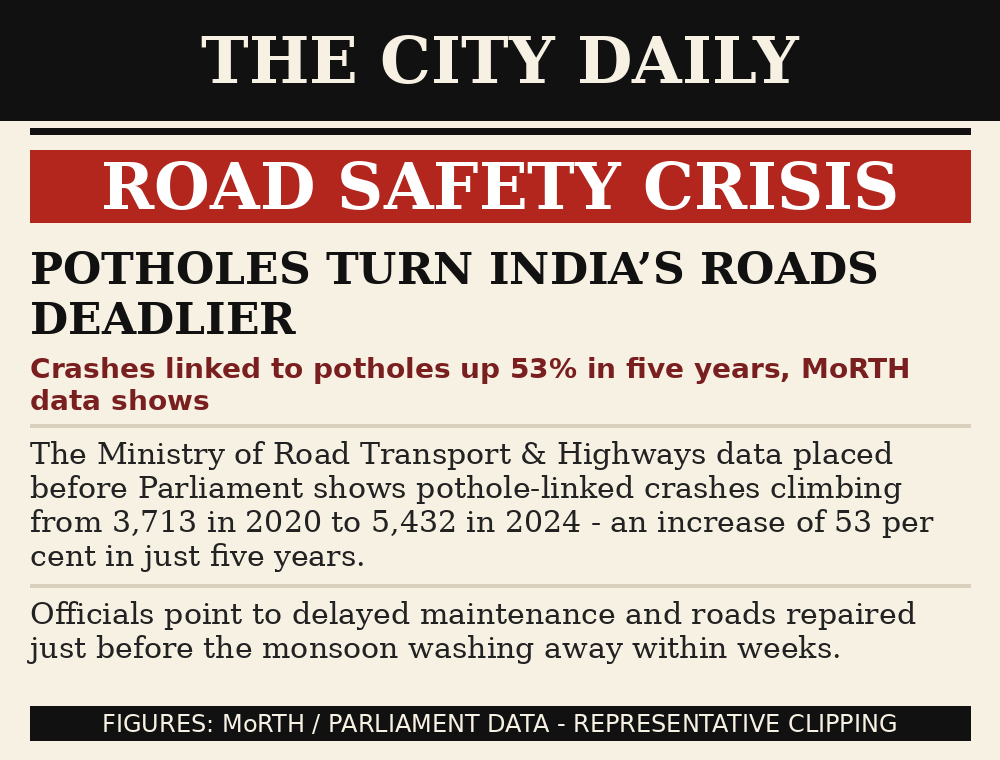 THE CITY DAILY
ROAD SAFETY CRISIS
POTHOLES TURN INDIA’S ROADS
DEADLIER
Crashes linked to potholes up 53% in five years, MoRTH
data shows
The Ministry of Road Transport & Highways data placed
before Parliament shows pothole-linked crashes climbing
from 3,713 in 2020 to 5,432 in 2024 - an increase of 53 per
cent in just five years.
Officials point to delayed maintenance and roads repaired
just before the monsoon washing away within weeks.
FIGURES: MoRTH / PARLIAMENT DATA - REPRESENTATIVE CLIPPING